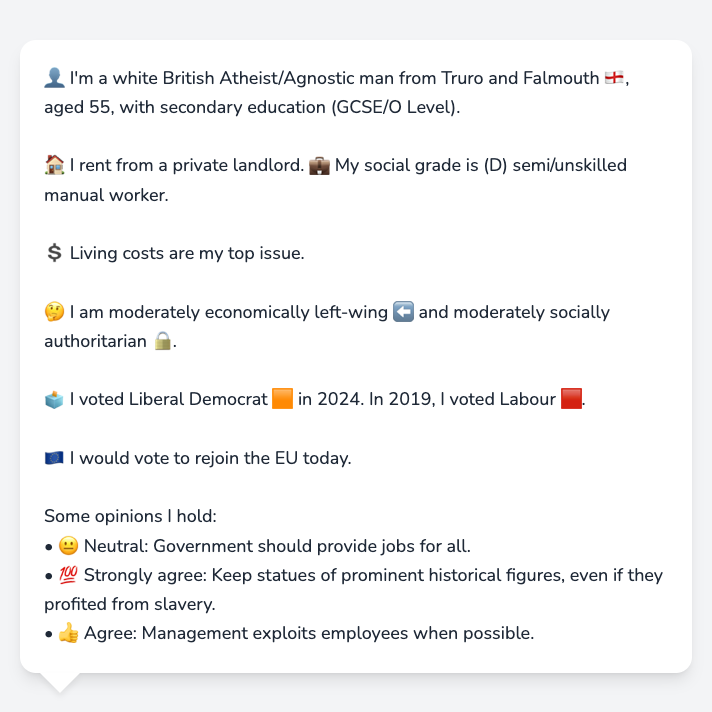 👤 I'm a white British Atheist/Agnostic man from Truro and Falmouth 🏴󠁧󠁢󠁥󠁮󠁧󠁿,
aged 55, with secondary education (GCSE/O Level).
🏠 I rent from a private landlord. 💼 My social grade is (D) semi/unskilled
manual worker.
💲 Living costs are my top issue.
🤔 I am moderately economically left-wing ⬅️ and moderately socially
authoritarian 🔒.
🗳️ I voted Liberal Democrat 🟧 in 2024. In 2019, I voted Labour 🟥.
🇪🇺 I would vote to rejoin the EU today.
Some opinions I hold:
• 😐 Neutral: Government should provide jobs for all.
• 💯 Strongly agree: Keep statues of prominent historical figures, even if they
profited from slavery.
• 👍 Agree: Management exploits employees when possible.